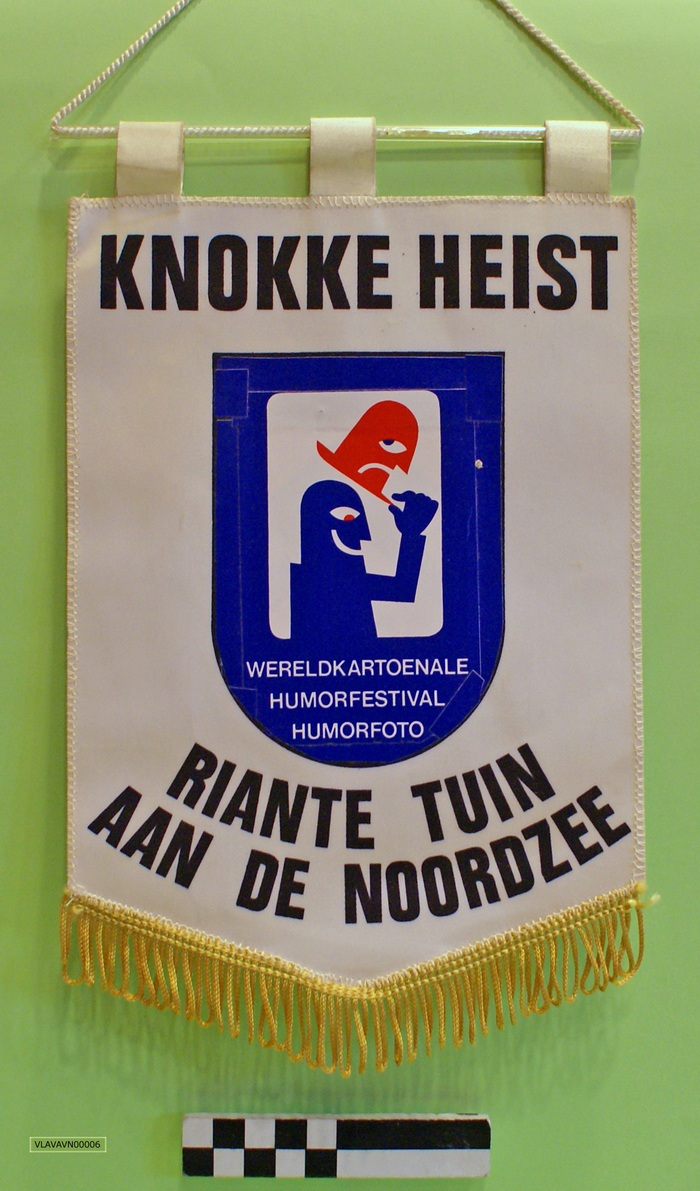 KNOKKE HEIST
WERELDKARTOENALE
HUMORFESTIVAL
HUMORFOTO
RIANTE TUIN
AAN DE NOORDZEE
VLAVAVN00006